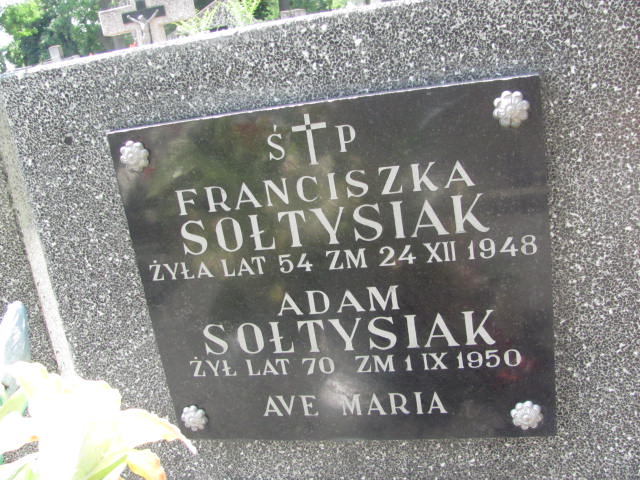 Ś P
FRANCISZKA
SOŁTYSIAK
ŻYŁA LAT 54 ZM 24 XII 1948
ADAM
SOŁTYSIAK
ŻYŁ LAT 70 ZM 1 IX 1950
AVE MARIA